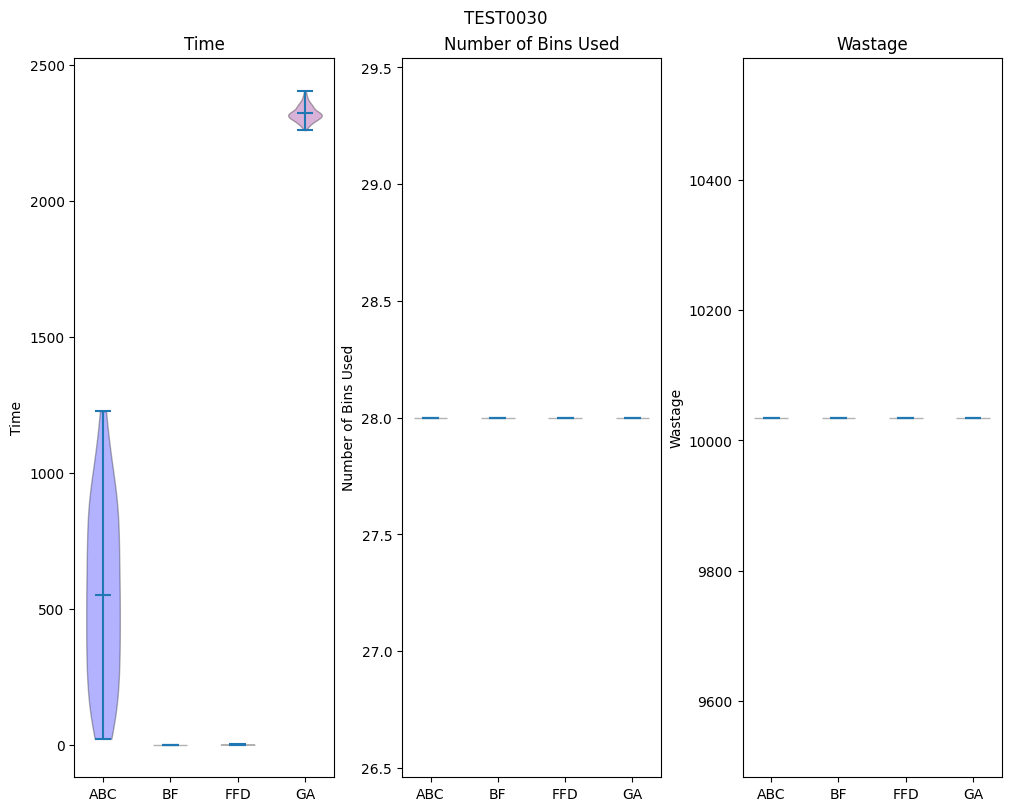 TEST0030
Time
Number of Bins Used
Wastage
2500
2000
1500
1000
500
0
Time
ABC
BF
FFD
GA
29.5
29.0
28.5
28.0
27.5
27.0
26.5
Number of Bins Used
ABC
BF
FFD
GA
10400
10200
10000
9800
9600
Wastage
ABC
BF
FFD
GA